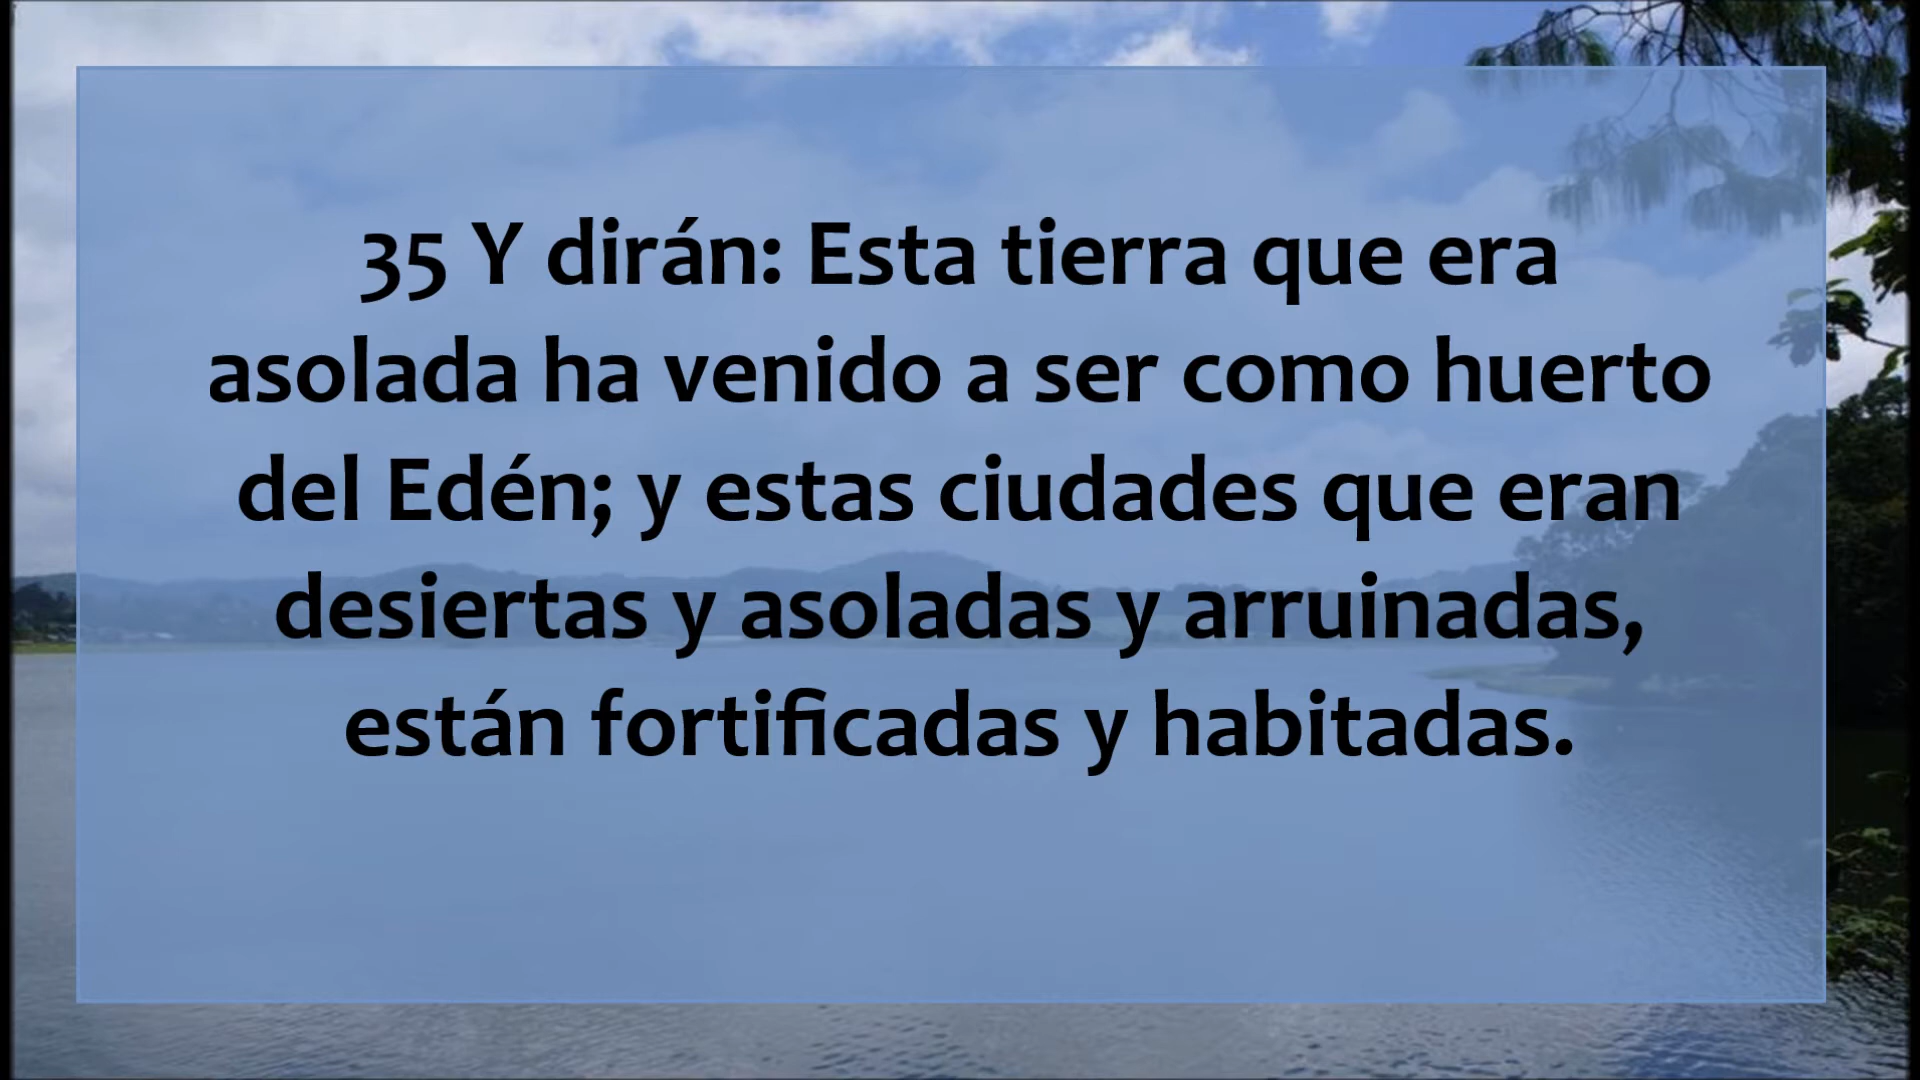 35 Y dirán: Esta tierra que era
asolada ha venido a ser como huerto
del Edén; y estas ciudades que eran
desiertas y asoladas y arruinadas,
están fortificadas y habitadas.